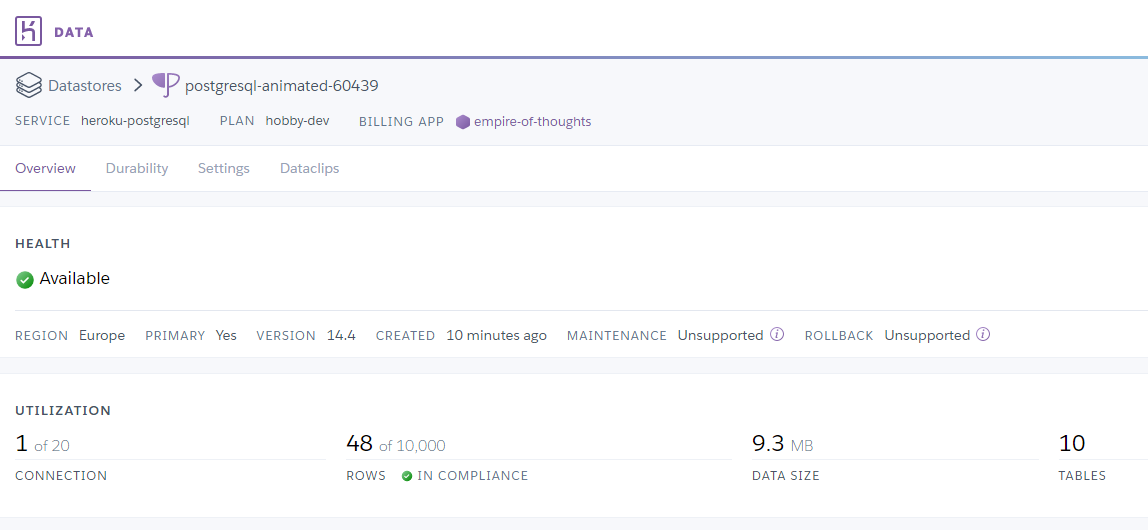 DATA
Datastores postgresql-animated-60439
SERVICE heroku-postgresql PLAN hobby-dev BILLING APP empire-of-thoughts
Overview Durability Settings Dataclips
HEALTH
Available
REGION Europe PRIMARY Yes VERSION 14.4 CREATED 10 minutes ago MAINTENANCE Unsupported ROLLBACK Unsupported
UTILIZATION
1 of 20 48 of 10,000 9.3 MB 10
CONNECTION ROWS IN COMPLIANCE DATA SIZE TABLES